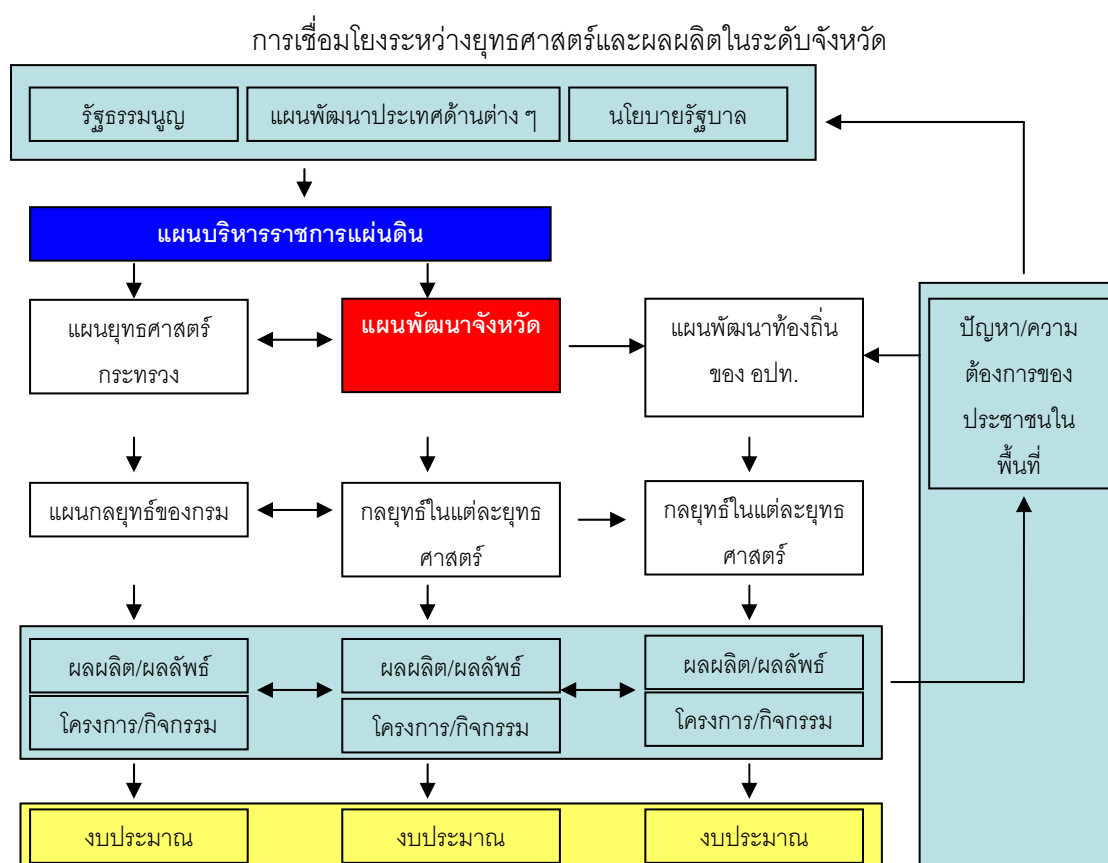 การเชื่อมโยงระหว่างยุทธศาสตร์และผลผลิตในระดับจังหวัด
รัฐธรรมนูญ
แผนพัฒนาประเทศด้านต่าง ๆ
นโยบายรัฐบาล
แผนบริหารราชการแผ่นดิน
แผนยุทธศาสตร์
กระทรวง
แผนพัฒนาจังหวัด
แผนพัฒนาท้องถิ่น
ของ อปท.
ปัญหา/ความ
ต้องการของ
ประชาชนใน
พื้นที่
แผนกลยุทธ์ของกรม
กลยุทธ์ในแต่ละยุทธ
ศาสตร์
กลยุทธ์ในแต่ละยุทธ
ศาสตร์
ผลผลิต/ผลลัพธ์
ผลผลิต/ผลลัพธ์
ผลผลิต/ผลลัพธ์
โครงการ/กิจกรรม
โครงการ/กิจกรรม
โครงการ/กิจกรรม
งบประมาณ
งบประมาณ
งบประมาณ